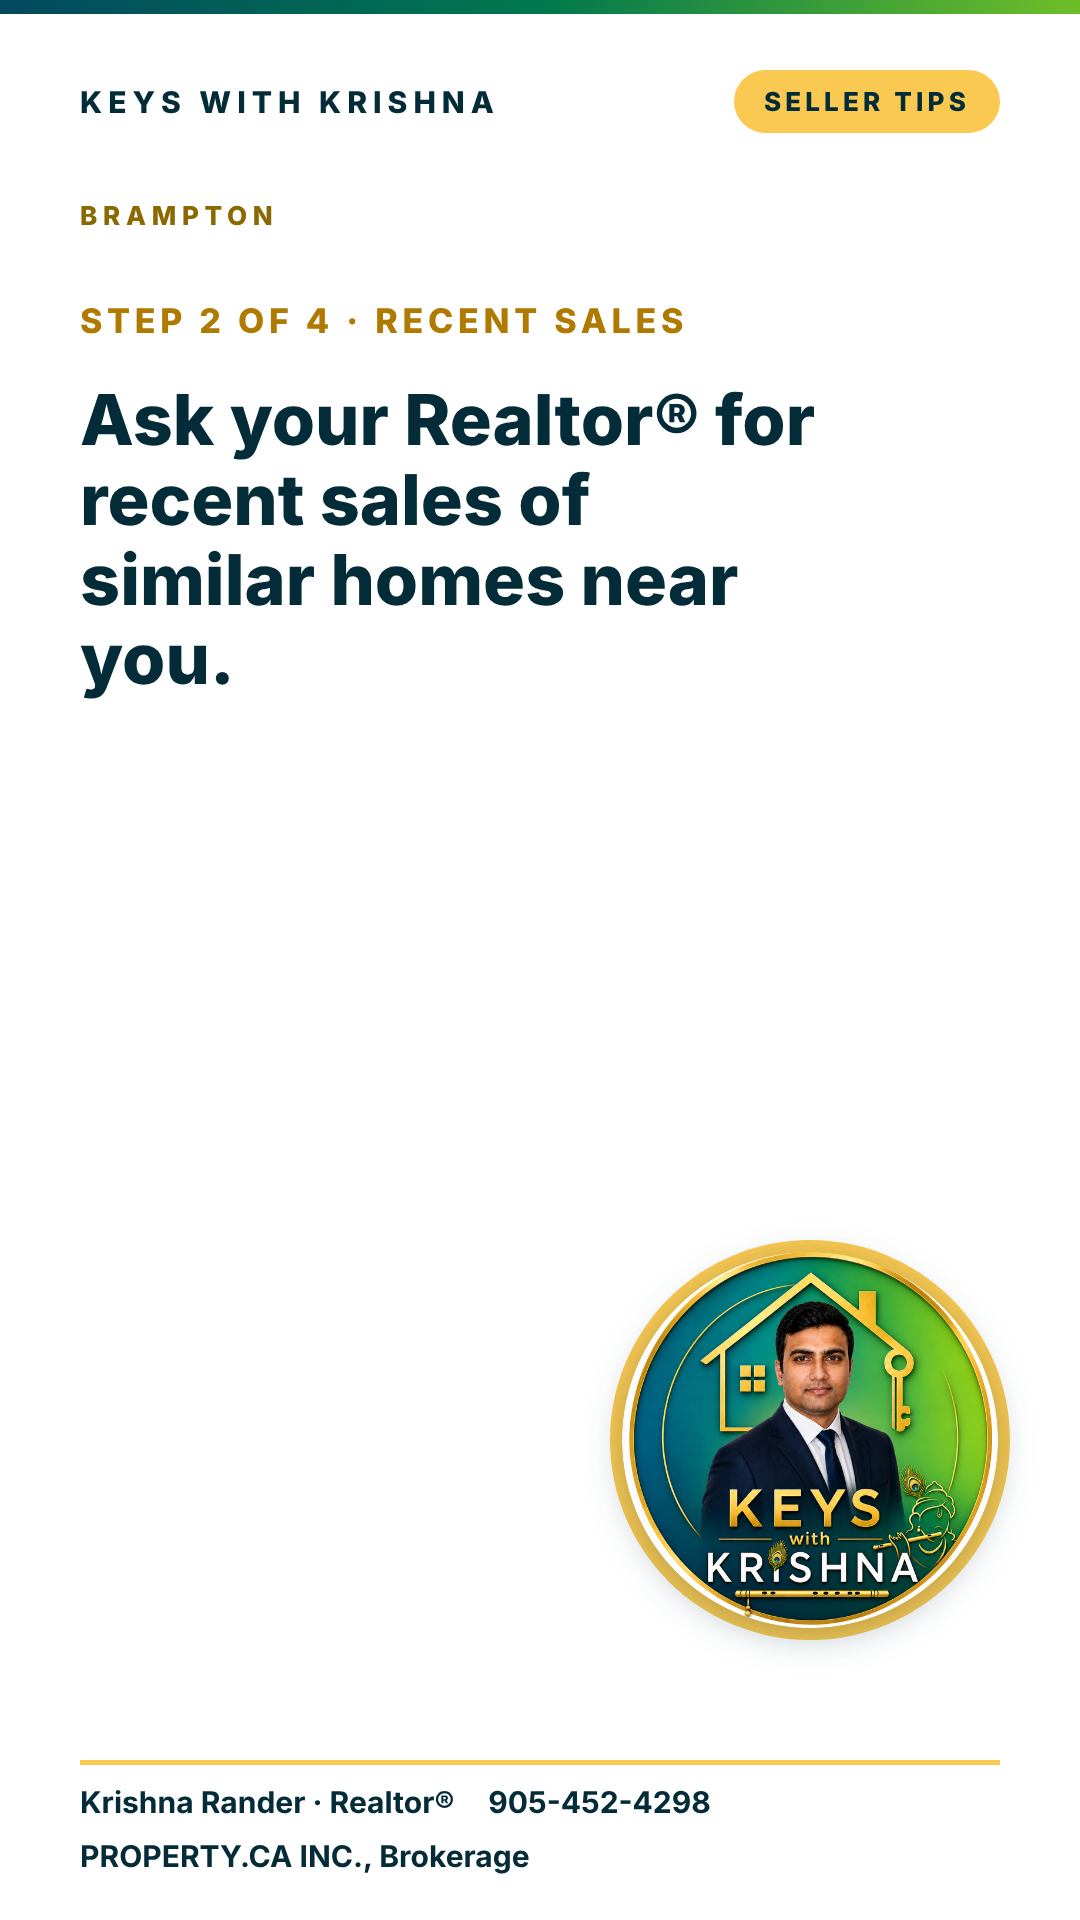 KEYS WITH KRISHNA
SELLER TIPS
BRAMPTON
STEP 2 OF 4 · RECENT SALES
Ask your Realtor® for
recent sales of
similar homes near
you.
KEYS
with
KRISHNA
Krishna Rander · Realtor® 905-452-4298
PROPERTY.CA INC., Brokerage